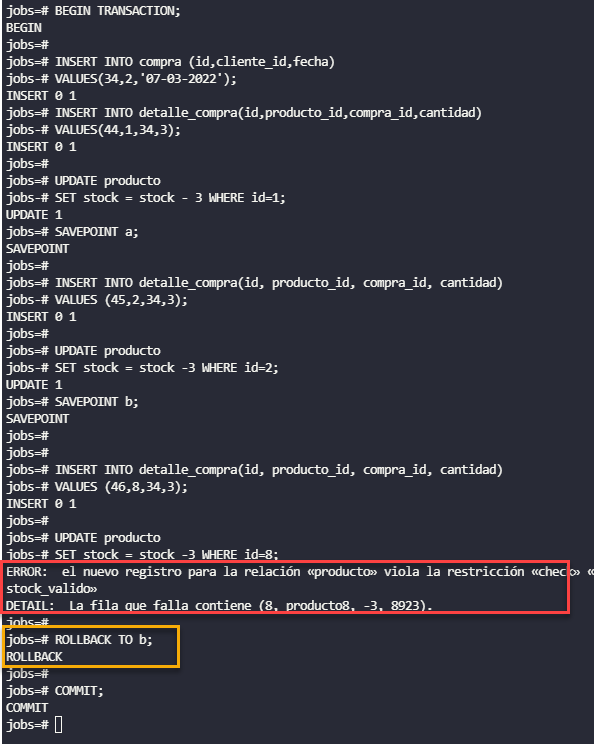 jobs=# BEGIN TRANSACTION;
BEGIN
jobs=#
jobs=# INSERT INTO compra (id,cliente_id,fecha)
jobs-# VALUES(34,2,'07-03-2022');
INSERT 0 1
jobs=# INSERT INTO detalle_compra(id,producto_id,compra_id,cantidad)
jobs-# VALUES(44,1,34,3);
INSERT 0 1
jobs=#
jobs=# UPDATE producto
jobs-# SET stock = stock - 3 WHERE id=1;
UPDATE 1
jobs=# SAVEPOINT a;
SAVEPOINT
jobs=#
jobs=# INSERT INTO detalle_compra(id, producto_id, compra_id, cantidad)
jobs-# VALUES (45,2,34,3);
INSERT 0 1
jobs=#
jobs=# UPDATE producto
jobs-# SET stock = stock -3 WHERE id=2;
UPDATE 1
jobs=# SAVEPOINT b;
SAVEPOINT
jobs=#
jobs=#
jobs=# INSERT INTO detalle_compra(id, producto_id, compra_id, cantidad)
jobs-# VALUES (46,8,34,3);
INSERT 0 1
jobs=#
jobs=# UPDATE producto
jobs-# SET stock = stock -3 WHERE id=8;
ERROR:  el nuevo registro para la relación «producto» viola la restricción «check» «
stock_valido»
DETAIL:  La fila que falla contiene (8, producto8, -3, 8923).
jobs=#
jobs=# ROLLBACK TO b;
ROLLBACK
jobs=#
jobs=# COMMIT;
COMMIT
jobs=#